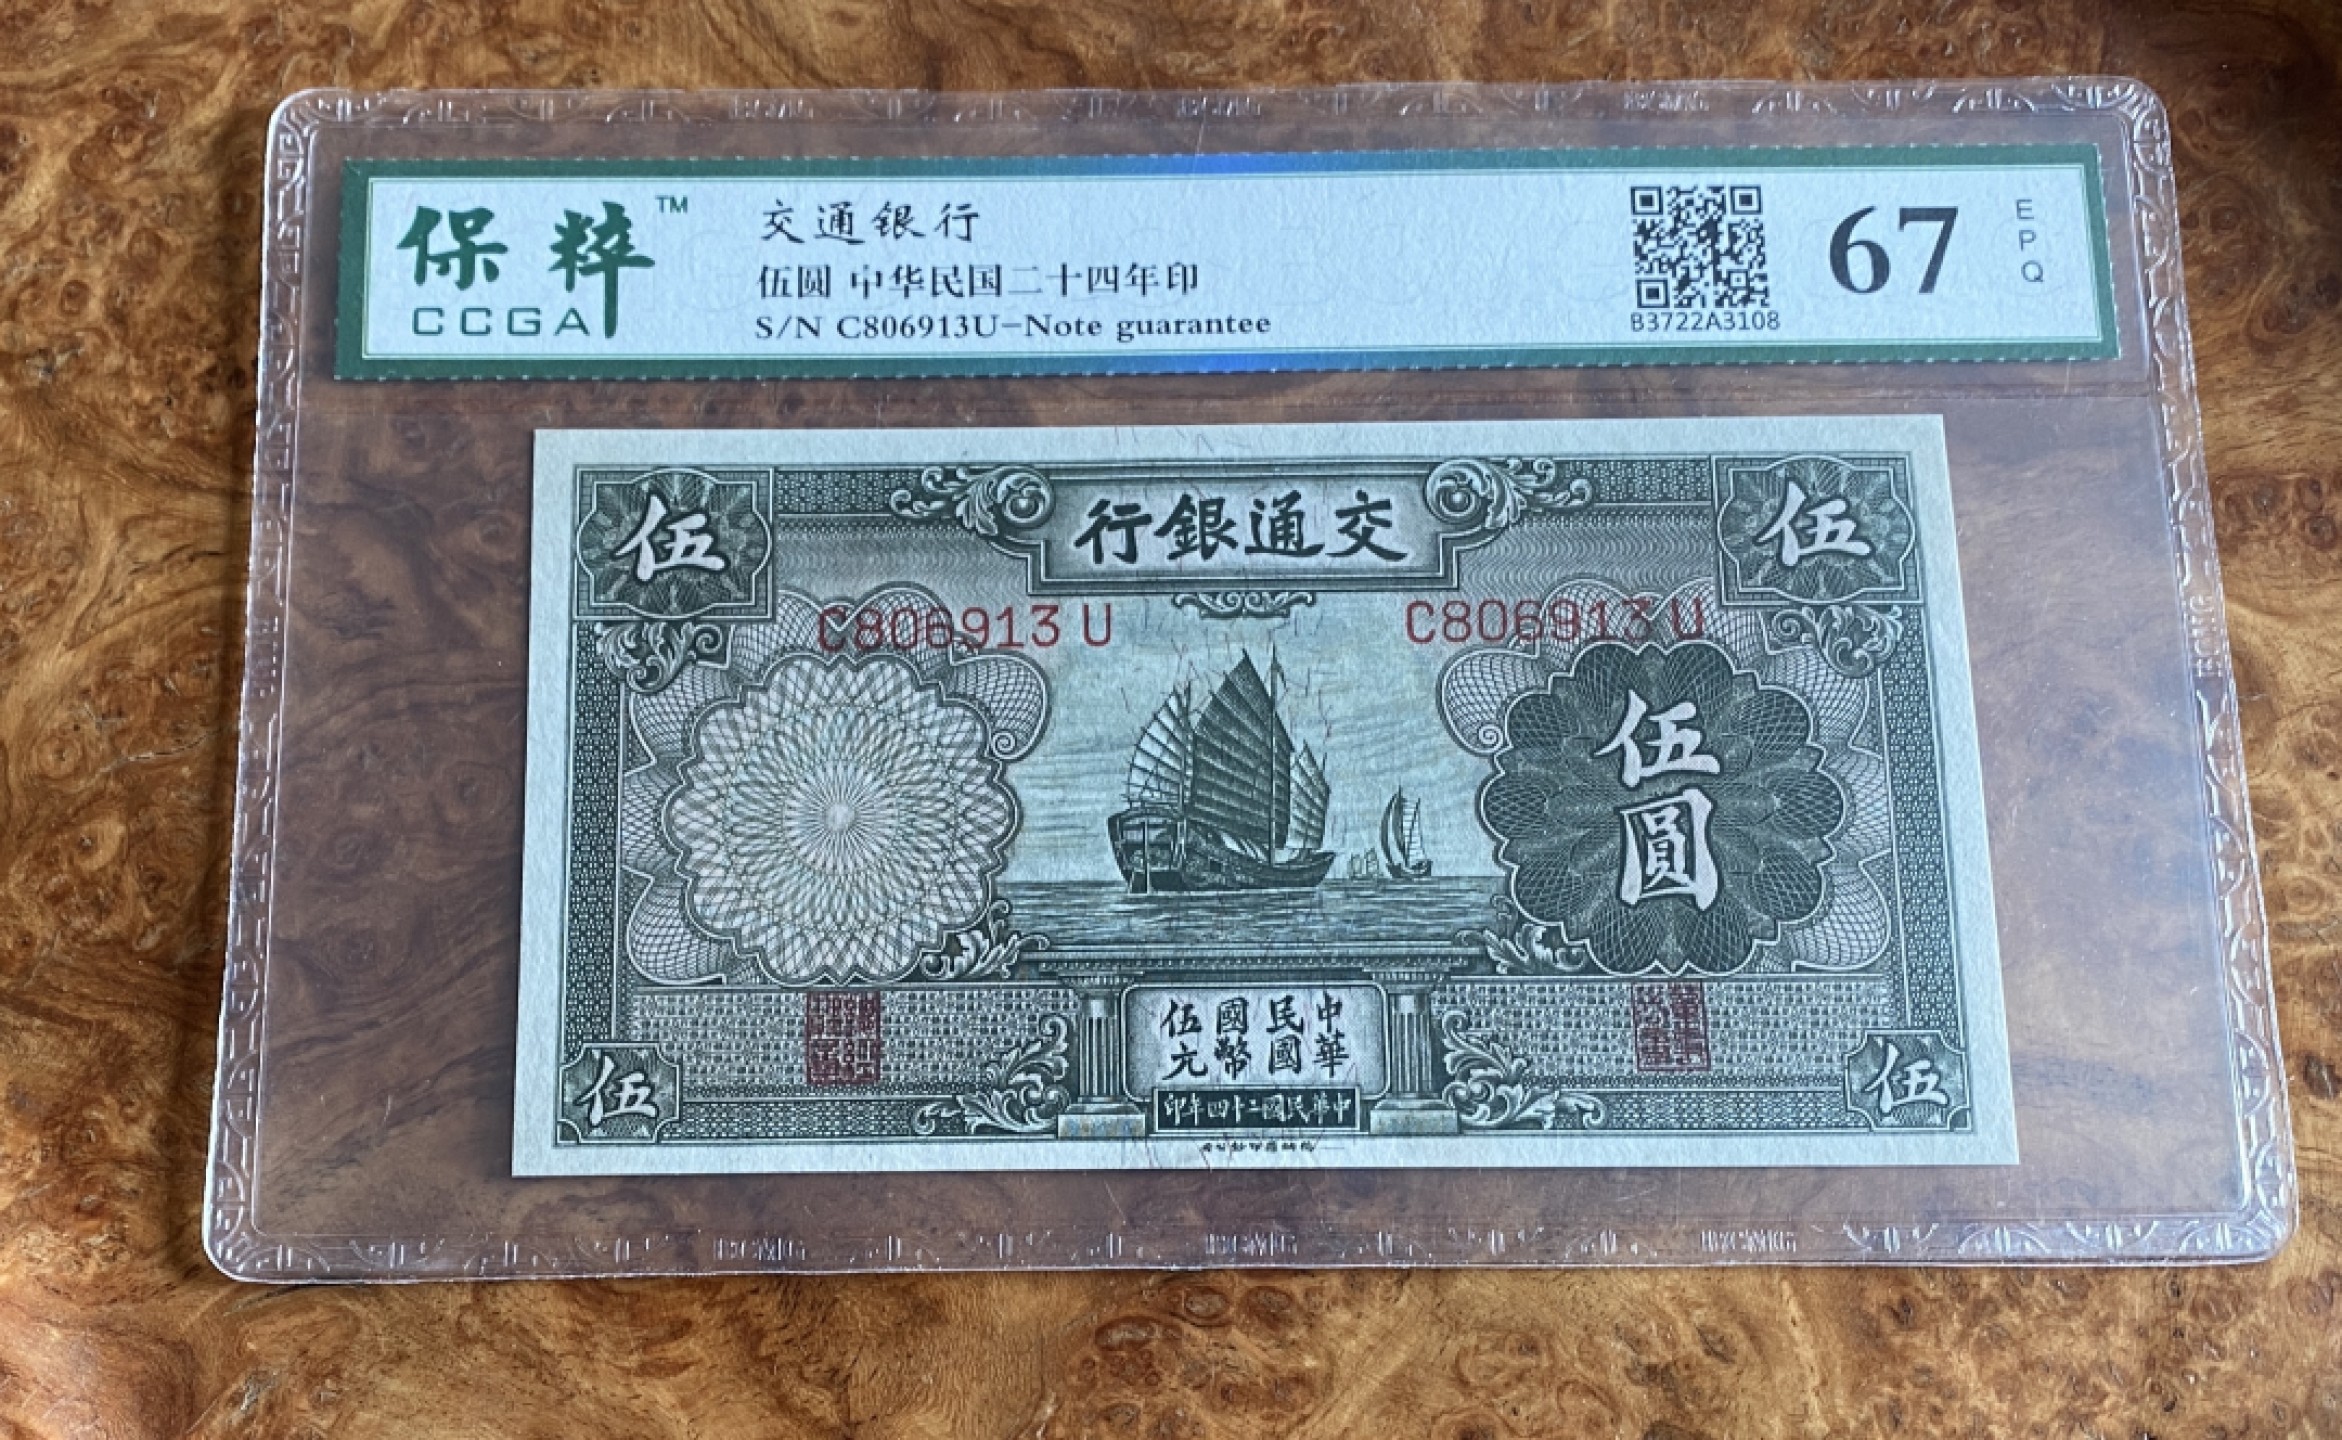 保粹™
CCGA
交通银行
伍圆 中华民国二十四年印
S/N C806913U-Note guarantee
B3722A3108
67
EPQ
伍
行銀通交
伍
C806913U
C806913U
伍圓
中華
民國
國幣
伍元
印年四十二國民華中
伍
伍